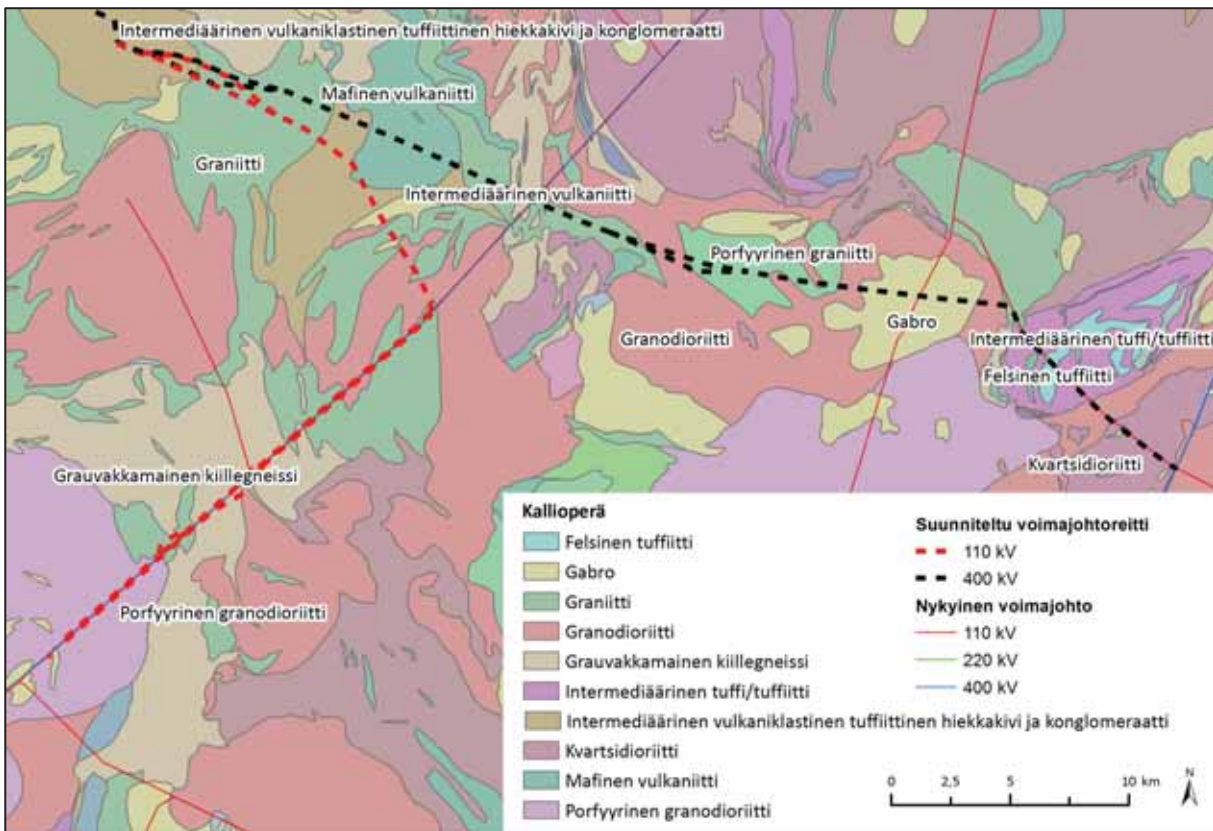 Intermediäärinen vulkaniklastinen tuffiittinen hiekkakivi ja konglomeraatti
Mafinen vulkaniitti
Graniitti
Intermediäärinen vulkaniitti
Porfyyrinen graniitti
Gabro
Granodioriitti
Intermediäärinen tuffi/tuffiitti
Felsinen tuffiitti
Kvartsidioriitti
Grauvakkamainen kiillegneissi
Porfyyrinen granodioriitti
Kallioperä
Felsinen tuffiitti
Gabro
Graniitti
Granodioriitti
Grauvakkamainen kiillegneissi
Intermediäärinen tuffi/tuffiitti
Intermediäärinen vulkaniklastinen tuffiittinen hiekkakivi ja konglomeraatti
Kvartsidioriitti
Mafinen vulkaniitti
Porfyyrinen granodioriitti
Suunniteltu voimajohtoreitti
110 kV
400 kV
Nykyinen voimajohto
110 kV
220 kV
400 kV
0 2,5 5 10 km
N